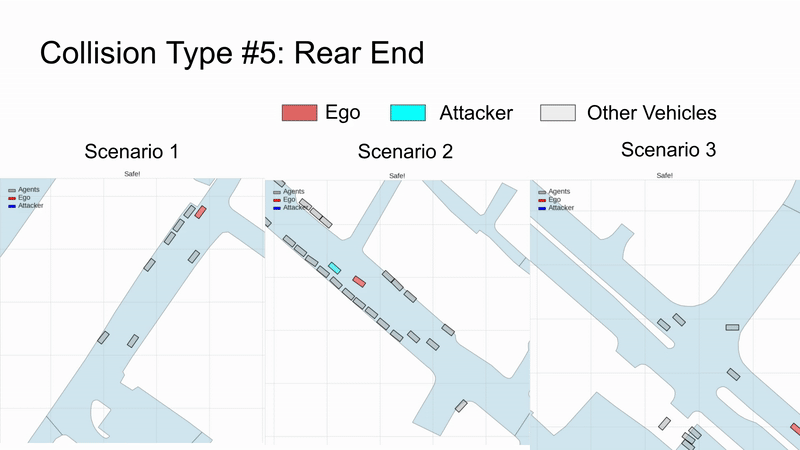 Collision Type #5: Rear End
Ego
Attacker
Other Vehicles
Scenario 1
Scenario 2
Scenario 3
Safe!
Safe!
Safe!
Agents
Ego
Attacker
Agents
Ego
Attacker
Agents
Ego
Attacker